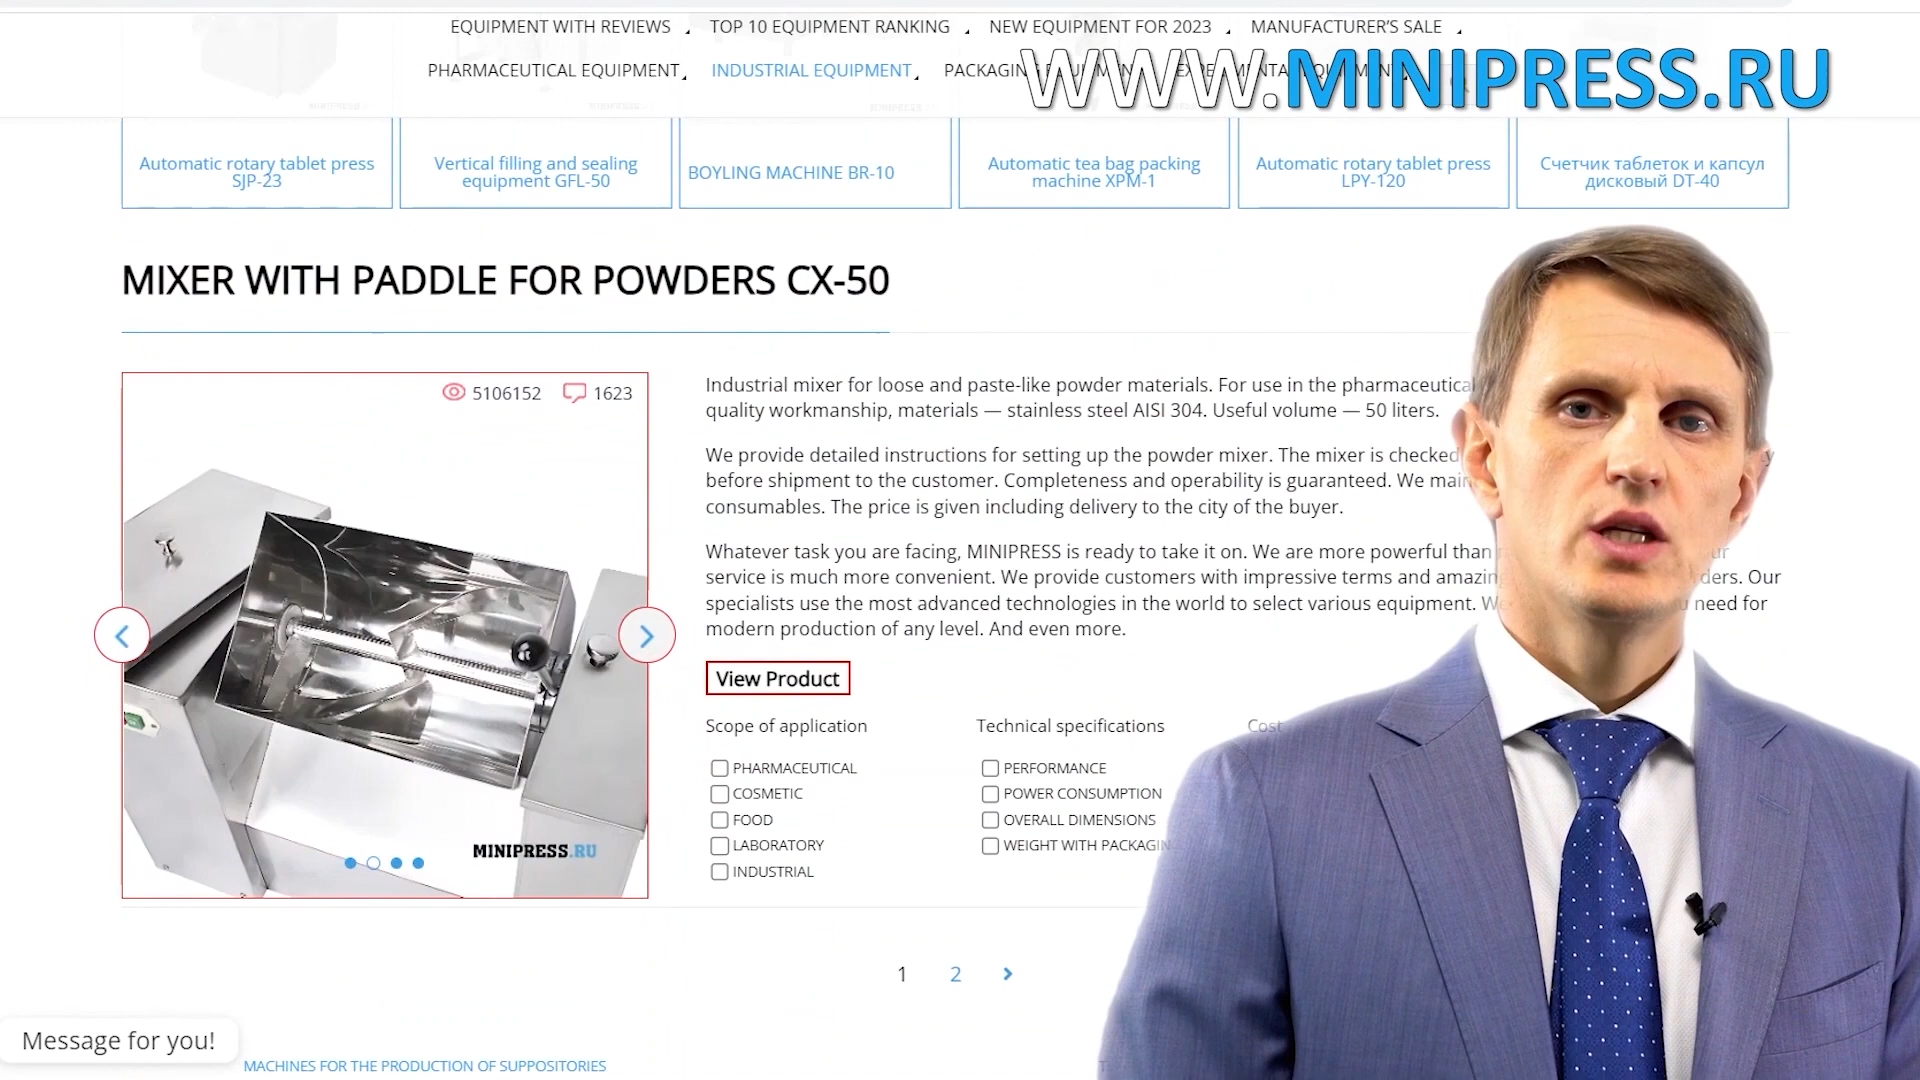 EQUIPMENT WITH REVIEWS TOP 10 EQUIPMENT RANKING NEW EQUIPMENT FOR 2023 MANUFACTURER'S SALE
PHARMACEUTICAL EQUIPMENT INDUSTRIAL EQUIPMENT
WWW.MINIPRESS.RU
Automatic rotary tablet press
SJP-23
Vertical filling and sealing
equipment GFL-50
BOYLING MACHINE BR-10
Automatic tea bag packing
machine XPM-1
Automatic rotary tablet press
LPY-120
Счетчик таблеток и капсул
дисковый DT-40
MIXER WITH PADDLE FOR POWDERS CX-50
5106152 1623
MINIPRESS.RU
Industrial mixer for loose and paste-like powder materials. For use in the pharmaceutical
quality workmanship, materials — stainless steel AISI 304. Useful volume — 50 liters.
We provide detailed instructions for setting up the powder mixer. The mixer is checked
before shipment to the customer. Completeness and operability is guaranteed. We
consumables. The price is given including delivery to the city of the buyer.
Whatever task you are facing, MINIPRESS is ready to take it on. We are more powerful than
service is much more convenient. We provide customers with impressive terms and Our
specialists use the most advanced technologies in the world to select various equipment. need for
modern production of any level. And even more.
View Product
Scope of application
PHARMACEUTICAL
COSMETIC
FOOD
LABORATORY
INDUSTRIAL
Technical specifications
PERFORMANCE
POWER CONSUMPTION
OVERALL DIMENSIONS
WEIGHT WITH
Cost
1 2
Message for you!
MACHINES FOR THE PRODUCTION OF SUPPOSITORIES